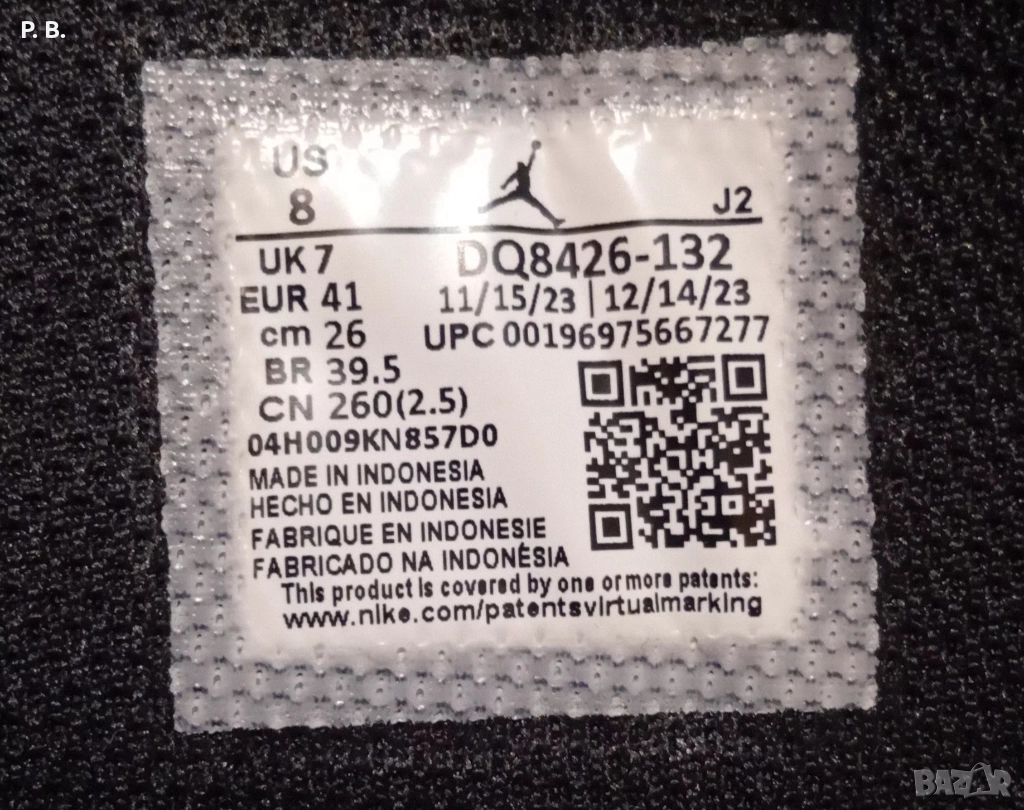 P. B.
US
8
J2
UK 7
DQ8426-132
EUR 41
11/15/23 | 12/14/23
cm 26
UPC 00196975667277
BR 39.5
CN 260(2.5)
04H009KN857D0
MADE IN INDONESIA
HECHO EN INDONESIA
FABRIQUE EN INDONESIE
FABRICADO NA INDONÉSIA
This product is covered by one or more patents:
www.nike.com/patentsvirtualmarking
BAZAR